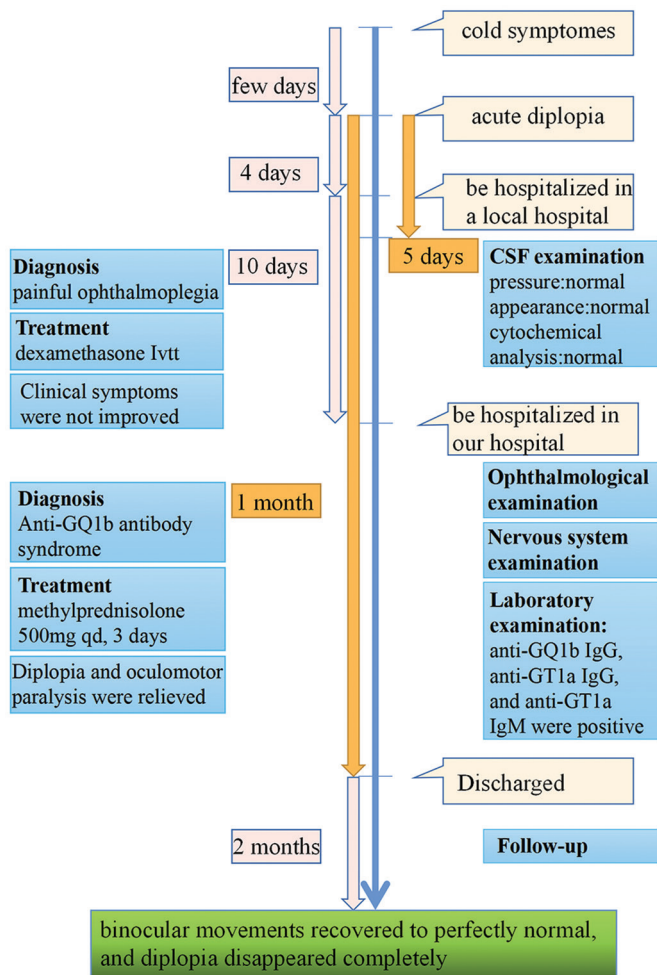 cold symptomes
few days
acute diplopia
4 days
be hospitalized in
a local hospital
10 days
5 days
Diagnosis
painful ophthalmoplegia
Treatment
dexamethasone Ivtt
Clinical symptoms
were not improved
CSF examination
pressure:normal
appearance:normal
cytochemical
analysis:normal
be hospitalized in
our hospital
1 month
Diagnosis
Anti-GQ1b antibody
syndrome
Treatment
methylprednisolone
500mg qd, 3 days
Diplopia and oculomotor
paralysis were relieved
Ophthalmological
examination
Nervous system
examination
Laboratory
examination:
anti-GQ1b IgG,
anti-GT1a IgG,
and anti-GT1a
IgM were positive
Discharged
2 months
Follow-up
binocular movements recovered to perfectly normal,
and diplopia disappeared completely